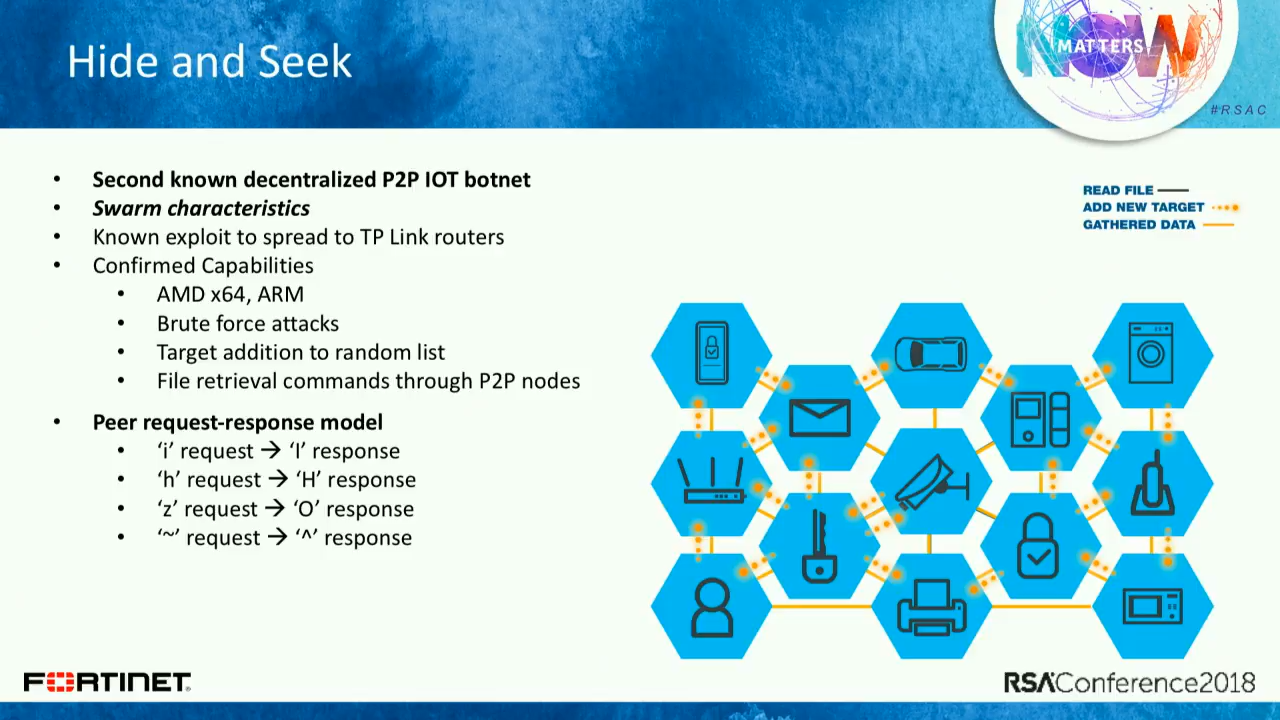 Hide and Seek
NOW
MATTERS
#RSAC
• Second known decentralized P2P IOT botnet
• Swarm characteristics
• Known exploit to spread to TP Link routers
• Confirmed Capabilities
• AMD x64, ARM
• Brute force attacks
• Target addition to random list
• File retrieval commands through P2P nodes
• Peer request-response model
• ‘i’ request → ‘I’ response
• ‘h’ request → ‘H’ response
• ‘z’ request → ‘O’ response
• ‘~’ request → ‘^’ response
READ FILE
ADD NEW TARGET
GATHERED DATA
FORTINET®
RSAConference2018